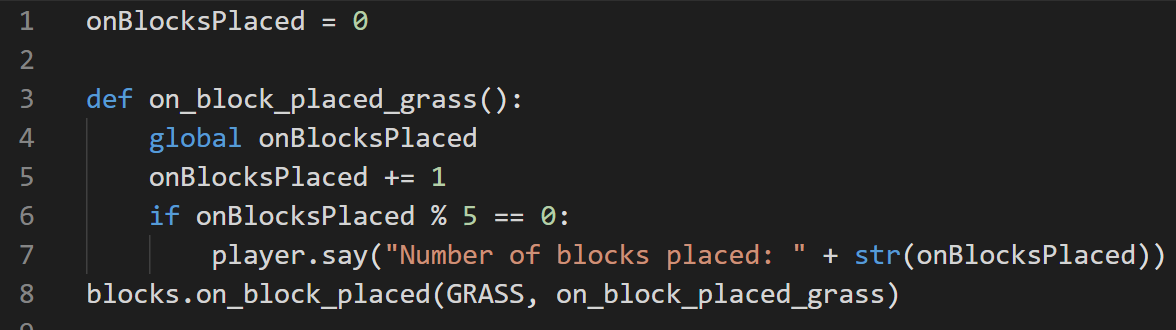 1 onBlocksPlaced = 0
2
3 def on_block_placed_grass():
4     global onBlocksPlaced
5     onBlocksPlaced += 1
6     if onBlocksPlaced % 5 == 0:
7         player.say("Number of blocks placed: " + str(onBlocksPlaced))
8 blocks.on_block_placed(GRASS, on_block_placed_grass)